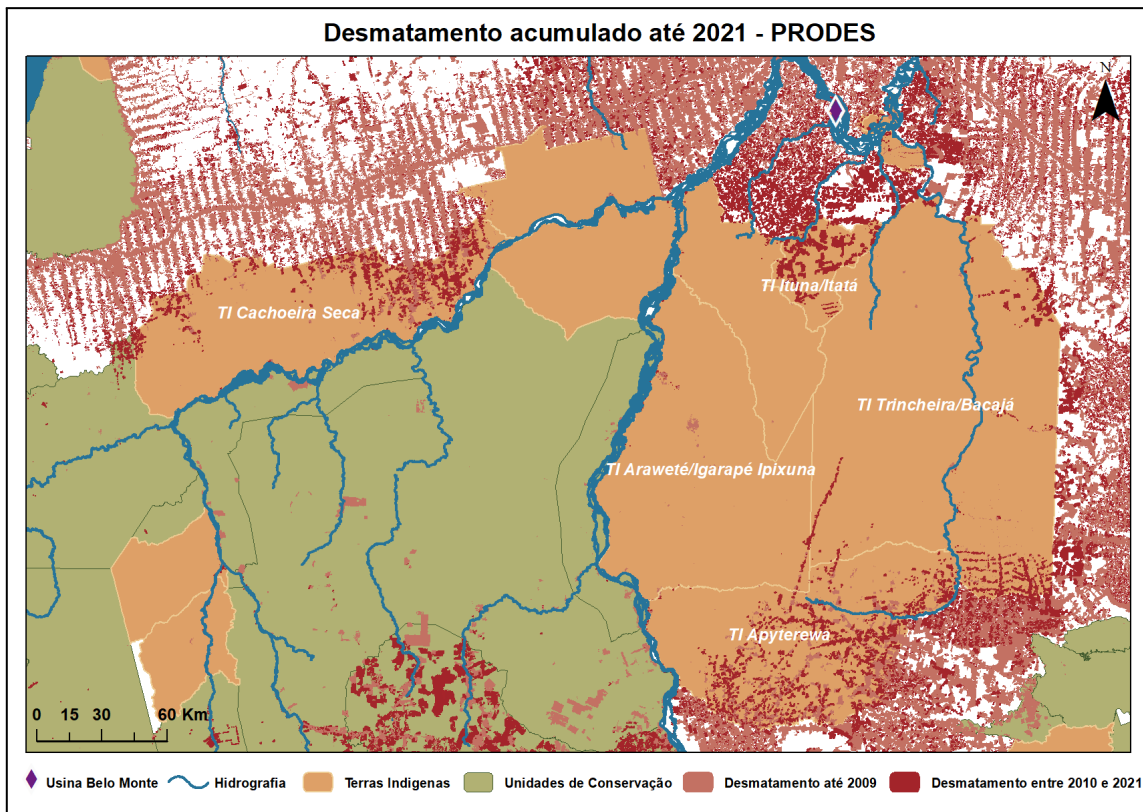 Desmatamento acumulado até 2021 - PRODES
N
TI Ituna/Itatá
TI Cachoeira Seca
TI Trincheira/Bacajá
TI Araweté/Igarapé Ipixuna
TI Apyterewa
0 15 30 60 Km
Usina Belo Monte Hidrografia Terras Indigenas Unidades de Conservação Desmatamento até 2009 Desmatamento entre 2010 e 2021